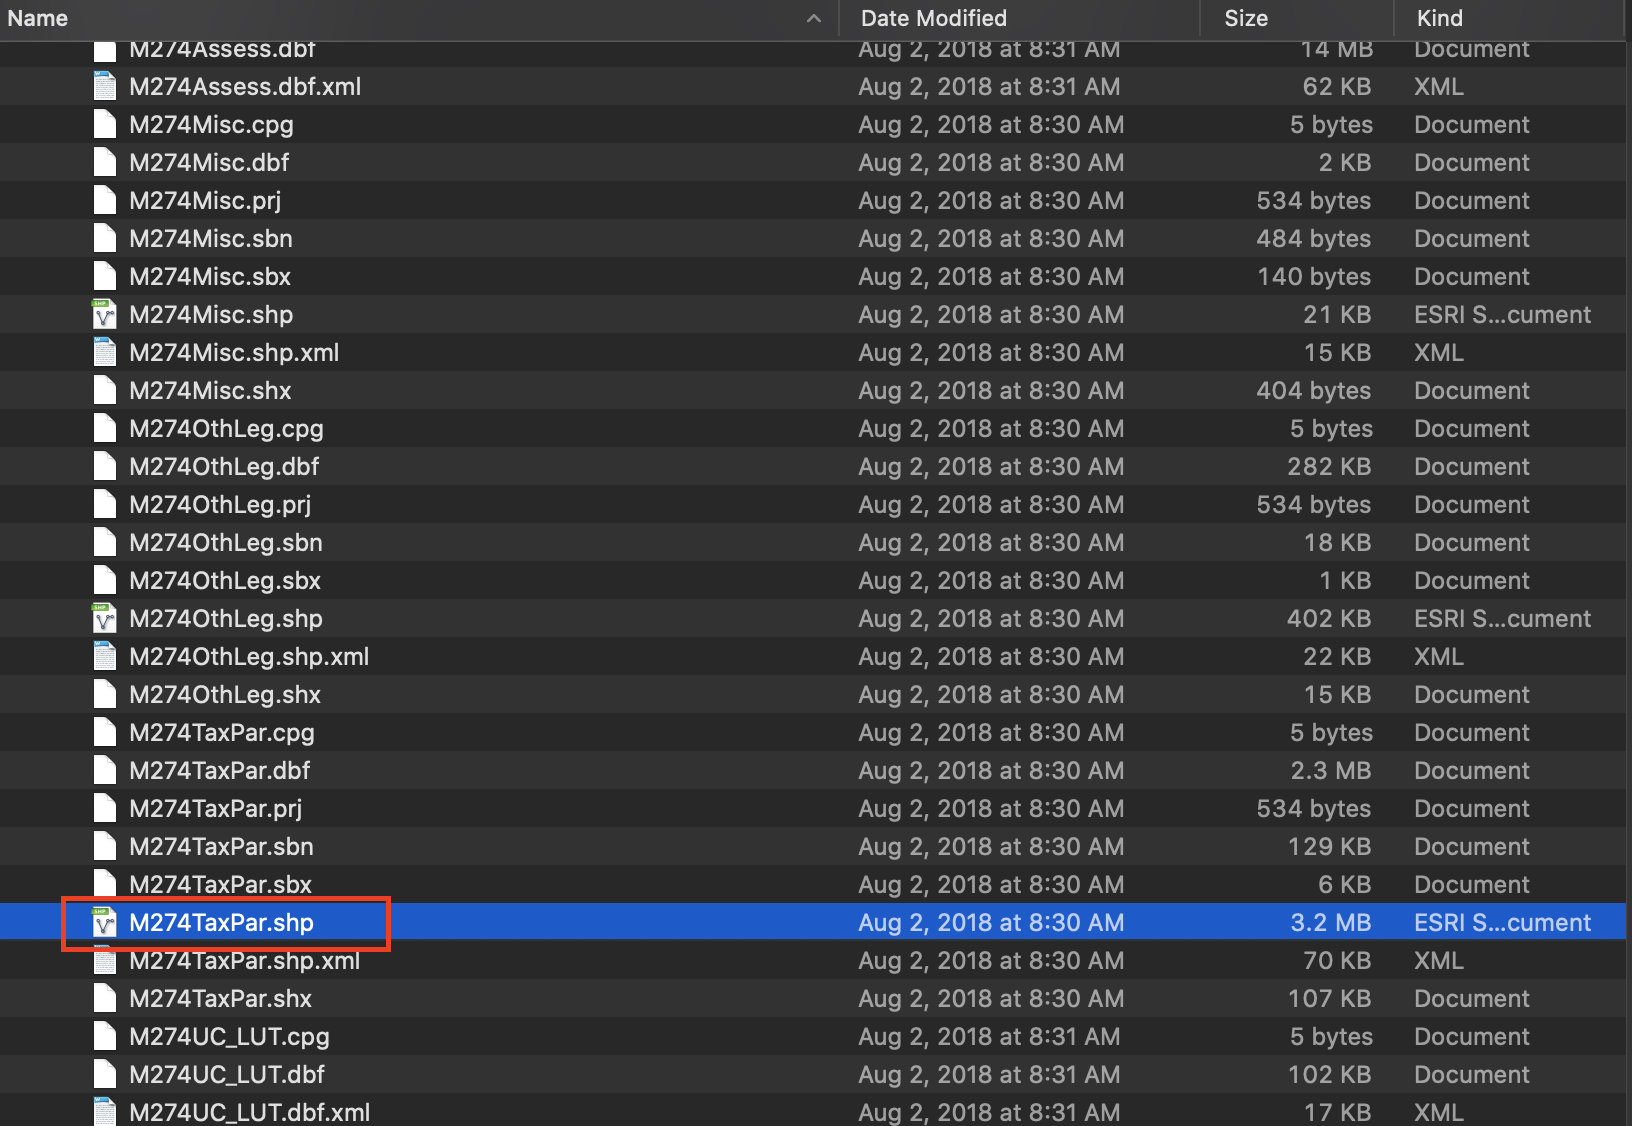 Name Date Modified Size Kind
M274Assess.dbf Aug 2, 2018 at 8:31 AM 14 MB Document
M274Assess.dbf.xml Aug 2, 2018 at 8:31 AM 62 KB XML
M274Misc.cpg Aug 2, 2018 at 8:30 AM 5 bytes Document
M274Misc.dbf Aug 2, 2018 at 8:30 AM 2 KB Document
M274Misc.prj Aug 2, 2018 at 8:30 AM 534 bytes Document
M274Misc.sbn Aug 2, 2018 at 8:30 AM 484 bytes Document
M274Misc.sbx Aug 2, 2018 at 8:30 AM 140 bytes Document
M274Misc.shp Aug 2, 2018 at 8:30 AM 21 KB ESRI S...cument
M274Misc.shp.xml Aug 2, 2018 at 8:30 AM 15 KB XML
M274Misc.shx Aug 2, 2018 at 8:30 AM 404 bytes Document
M274OthLeg.cpg Aug 2, 2018 at 8:30 AM 5 bytes Document
M274OthLeg.dbf Aug 2, 2018 at 8:30 AM 282 KB Document
M274OthLeg.prj Aug 2, 2018 at 8:30 AM 534 bytes Document
M274OthLeg.sbn Aug 2, 2018 at 8:30 AM 18 KB Document
M274OthLeg.sbx Aug 2, 2018 at 8:30 AM 1 KB Document
M274OthLeg.shp Aug 2, 2018 at 8:30 AM 402 KB ESRI S...cument
M274OthLeg.shp.xml Aug 2, 2018 at 8:30 AM 22 KB XML
M274OthLeg.shx Aug 2, 2018 at 8:30 AM 15 KB Document
M274TaxPar.cpg Aug 2, 2018 at 8:30 AM 5 bytes Document
M274TaxPar.dbf Aug 2, 2018 at 8:30 AM 2.3 MB Document
M274TaxPar.prj Aug 2, 2018 at 8:30 AM 534 bytes Document
M274TaxPar.sbn Aug 2, 2018 at 8:30 AM 129 KB Document
M274TaxPar.sbx Aug 2, 2018 at 8:30 AM 6 KB Document
M274TaxPar.shp Aug 2, 2018 at 8:30 AM 3.2 MB ESRI S...cument
M274TaxPar.shp.xml Aug 2, 2018 at 8:30 AM 70 KB XML
M274TaxPar.shx Aug 2, 2018 at 8:30 AM 107 KB Document
M274UC_LUT.cpg Aug 2, 2018 at 8:31 AM 5 bytes Document
M274UC_LUT.dbf Aug 2, 2018 at 8:31 AM 102 KB Document
M274UC_LUT.dbf.xml Aug 2, 2018 at 8:31 AM 17 KB XML